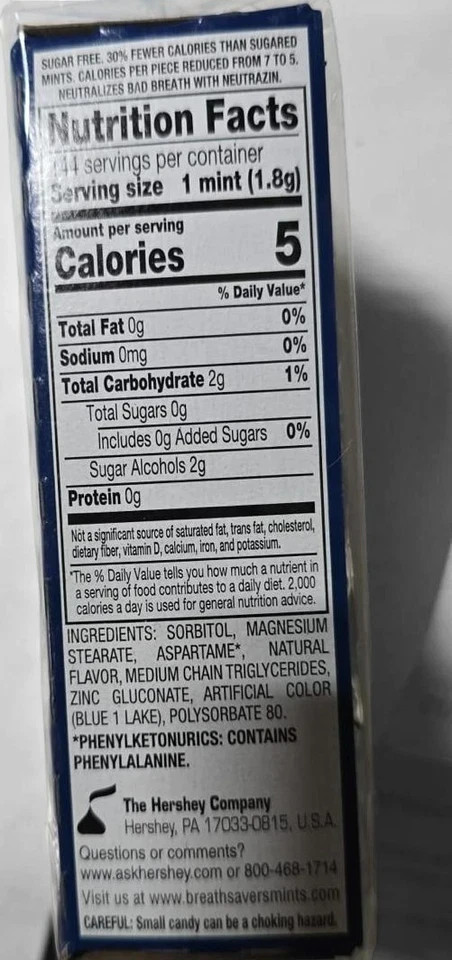 SUGAR FREE. 30% FEWER CALORIES THAN SUGARED
MINTS. CALORIES PER PIECE REDUCED FROM 7 TO 5.
NEUTRALIZES BAD BREATH WITH NEUTRAZIN.
Nutrition Facts
144 servings per container
Serving size 1 mint (1.8g)
Amount per serving
Calories 5
% Daily Value*
Total Fat 0g 0%
Sodium 0mg 0%
Total Carbohydrate 2g 1%
Total Sugars 0g
Includes 0g Added Sugars 0%
Sugar Alcohols 2g
Protein 0g
Not a significant source of saturated fat, trans fat, cholesterol,
dietary fiber, vitamin D, calcium, iron, and potassium.
*The % Daily Value tells you how much a nutrient in
a serving of food contributes to a daily diet. 2,000
calories a day is used for general nutrition advice.
INGREDIENTS: SORBITOL, MAGNESIUM
STEARATE, ASPARTAME*, NATURAL
FLAVOR, MEDIUM CHAIN TRIGLYCERIDES,
ZINC GLUCONATE, ARTIFICIAL COLOR
(BLUE 1 LAKE), POLYSORBATE 80.
*PHENYLKETONURICS: CONTAINS
PHENYLALANINE.
The Hershey Company
Hershey, PA 17033-0815, U.S.A.
Questions or comments?
www.askhershey.com or 800-468-1714
Visit us at www.breathsaversmints.com
CAREFUL: Small candy can be a choking hazard.